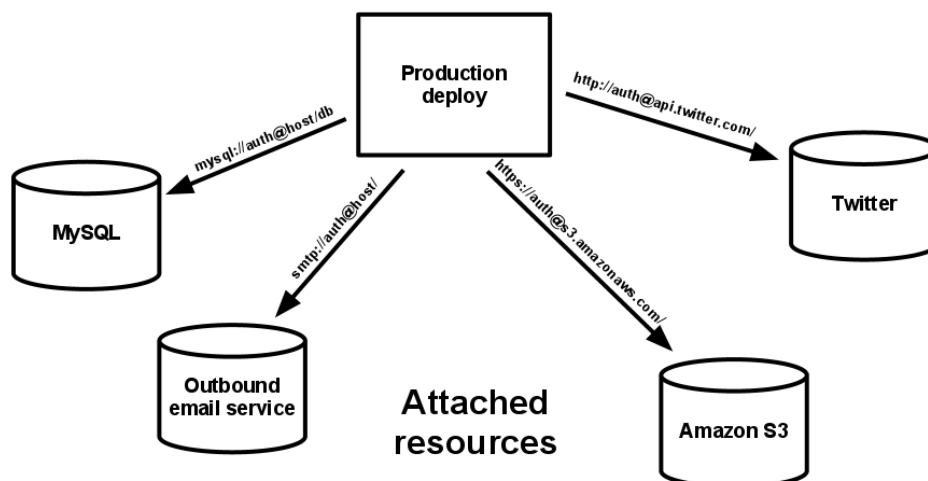 Production
deploy
mysql://auth@host/db
http://auth@api.twitter.com/
smtp://auth@host/
https://auth@s3.amazonaws.com/
MySQL
Twitter
Outbound
email service
Attached
resources
Amazon S3